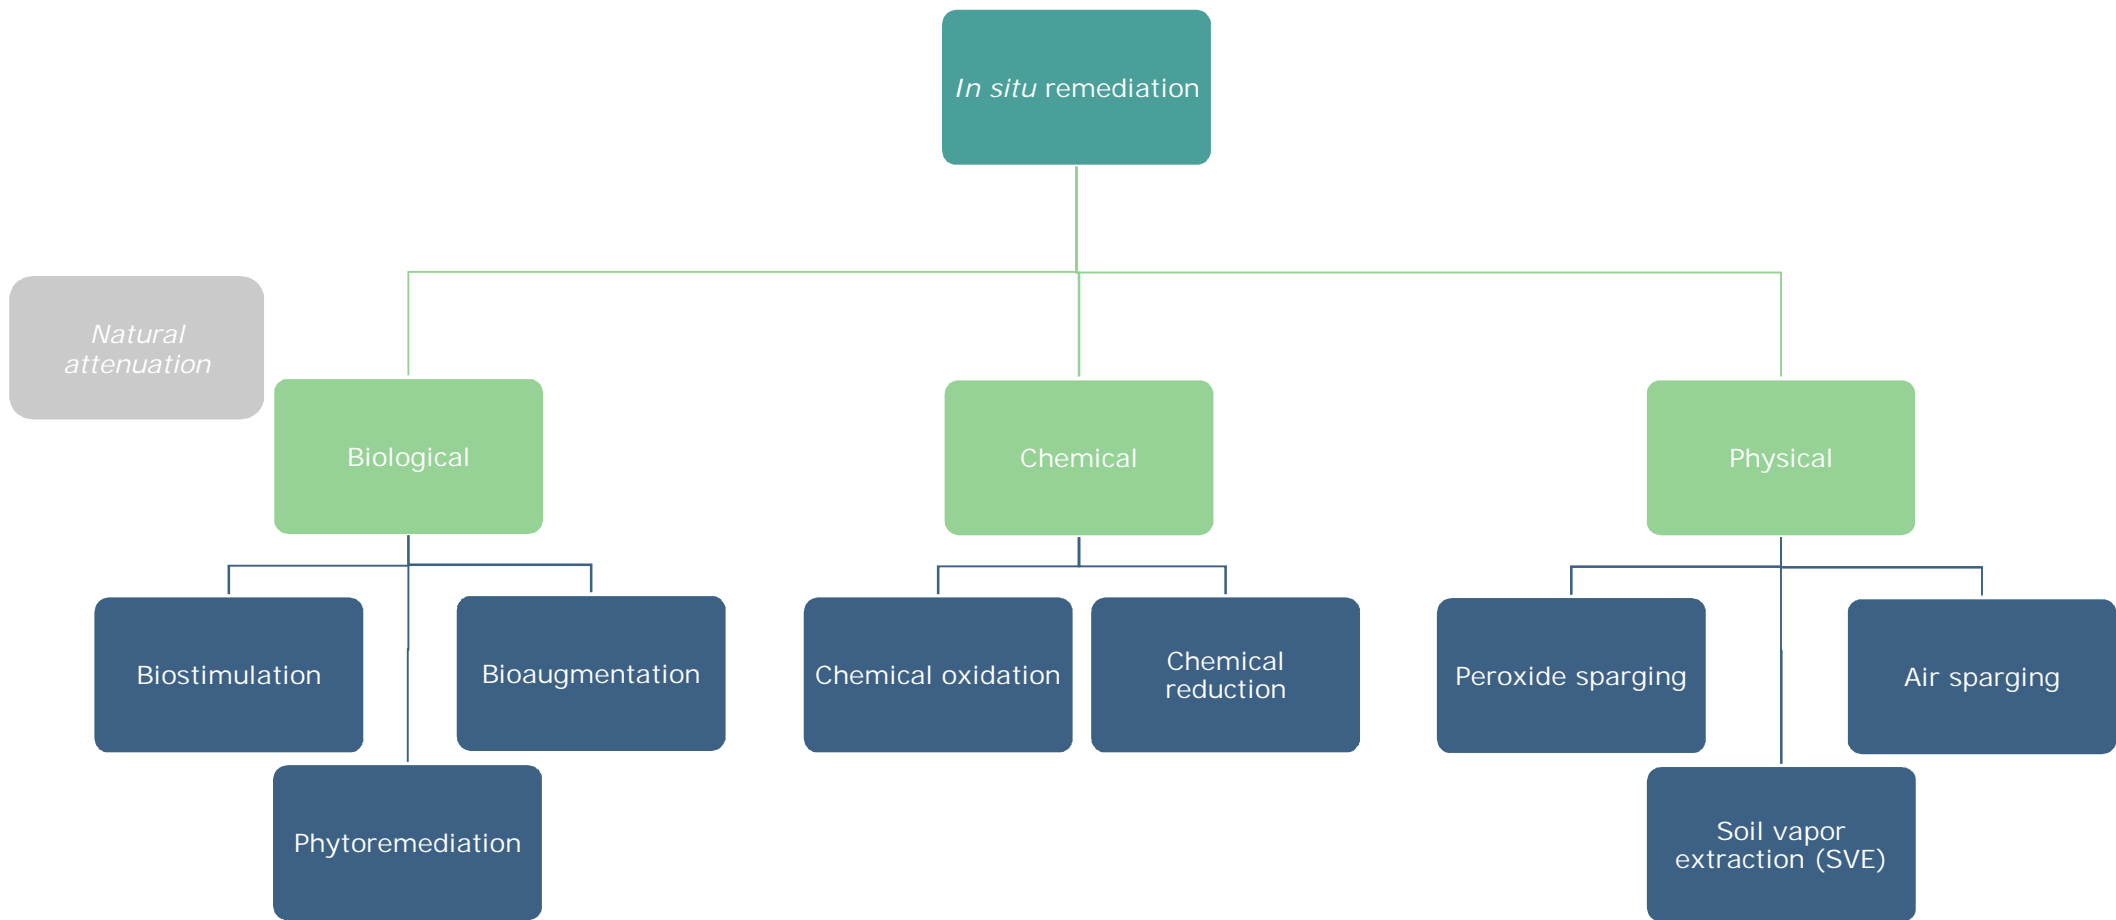 In situ remediation
Natural
attenuation
Biological
Chemical
Physical
Biostimulation
Bioaugmentation
Chemical oxidation
Chemical
reduction
Peroxide sparging
Air sparging
Phytoremediation
Soil vapor
extraction (SVE)